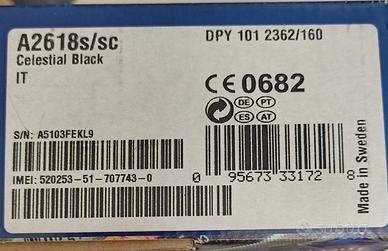 A2618s/sc
DPY 101 2362/160
Celestial Black
IT
CE 0682
DE PT
ES AT
S/N: A5103FEKL9
IMEI: 520253-51-707743-0
0 95673 33172 8
Made in Sweden
subito